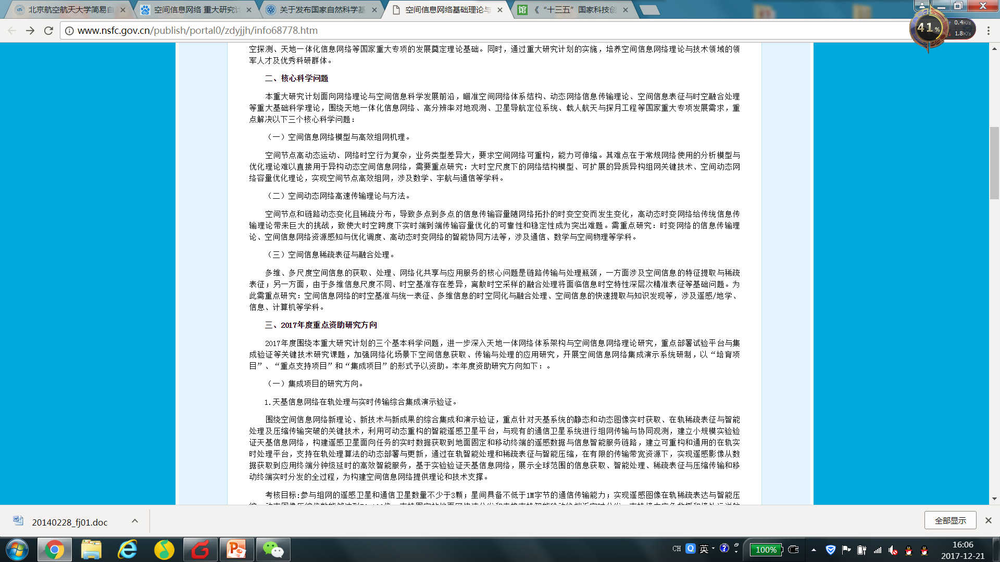 北京航空航天大学简易自
空间信息网络 重大研究计
关于发布国家自然科学基
空间信息网络基础理论与
《“十三五”国家科技创
www.nsfc.gov.cn/publish/portal0/zdyjjh/info68778.htm
41%
0.4K/s
1.8K/s
空探测、天地一体化信息网络等国家重大专项的发展奠定理论基础。同时，通过重大研究计划的实施，培养空间信息网络理论与技术领域的领
军人才及优秀科研群体。
二、核心科学问题
本重大研究计划面向网络理论与空间信息科学发展前沿，瞄准空间网络体系结构、动态网络信息传输理论、空间信息表征与时空融合处理
等重大基础科学理论，围绕天地一体化信息网络、高分辨率对地观测、卫星导航定位系统、载人航天与探月工程等国家重大专项发展需求，重
点解决以下三个核心科学问题：
（一）空间信息网络模型与高效组网机理。
空间节点高动态运动、网络时空行为复杂，业务类型差异大，要求空间网络可重构，能力可伸缩。其难点在于常规网络使用的分析模型与
优化理论难以直接用于异构动态空间信息网络，需要重点研究：大时空尺度下的网络结构模型、可扩展的异质异构组网关键技术、空间动态网
络容量优化理论，实现空间节点高效组网，涉及数学、宇航与通信等学科。
（二）空间动态网络高速传输理论与方法。
空间节点和链路动态变化且稀疏分布，导致多点到多点的信息传输容量随网络拓扑的时变空变而发生变化，高动态时变网络给传统信息传
输理论带来巨大的挑战，致使大时空跨度下实时端到端传输容量优化的可靠性和稳定性成为突出难题。需重点研究：时变网络的信息传输理
论、空间信息网络资源感知与优化调度、高动态时变网络的智能协同方法等，涉及通信、数学与空间物理等学科。
（三）空间信息稀疏表征与融合处理。
多维、多尺度空间信息的获取、处理、网络化共享与应用服务的核心问题是链路传输与处理瓶颈，一方面涉及空间信息的特征提取与稀疏
表征；另一方面，由于多维信息尺度不同、时空基准存在差异，离散时空采样的融合处理将面临信息时空特性深层次精准表征等基础问题。为
此需重点研究：空间信息网络的时空基准与统一表征、多维信息的时空同化与融合处理、空间信息的快速提取与知识发现等，涉及遥感/地学、
信息、计算机等学科。
三、2017年度重点资助研究方向
2017年度围绕本重大研究计划的三个基本科学问题，进一步深入天地一体网络体系架构与空间信息网络理论研究，重点部署试验平台与集
成验证等关键技术研究课题，加强网络化场景下空间信息获取、传输与处理的应用研究，开展空间信息网络集成演示系统研制，以“培育项
目”、“重点支持项目”和“集成项目”的形式予以资助。本年度资助研究方向如下：。
（一）集成项目的研究方向。
1.天基信息网络在轨处理与实时传输综合集成演示验证。
围绕空间信息网络新理论、新技术与新成果的综合集成和演示验证，重点针对天基系统的静态和动态图像实时获取、在轨稀疏表征与智能
处理及压缩传输突破的关键技术，利用可动态重构的智能遥感卫星平台，与现有的通信卫星系统进行组网传输与协同观测，建立小规模实验验
证天基信息网络，构建遥感卫星面向任务的实时数据获取到地面固定和移动终端的遥感数据与信息智能服务链路，建立可重构和通用的在轨实
时处理平台，支持在轨处理算法的动态部署与更新，通过在轨智能处理和稀疏表征与智能压缩，在有限的传输带宽资源下，实现遥感影像从数
据获取到应用终端分钟级延时的高效智能服务，基于实验验证天基信息网络，展示全球范围的信息获取、智能处理、稀疏表征与压缩传输和移
动终端实时分发的全过程，为构建空间信息网络提供理论和技术支撑。
考核目标:参与组网的遥感卫星和通信卫星数量不少于3颗；星间具备不低于1M字节的通信传输能力；实现遥感图像在轨稀疏表达与智能压
20140228_fj01.doc
全部显示
CH
英
100%
16:06
2017-12-21